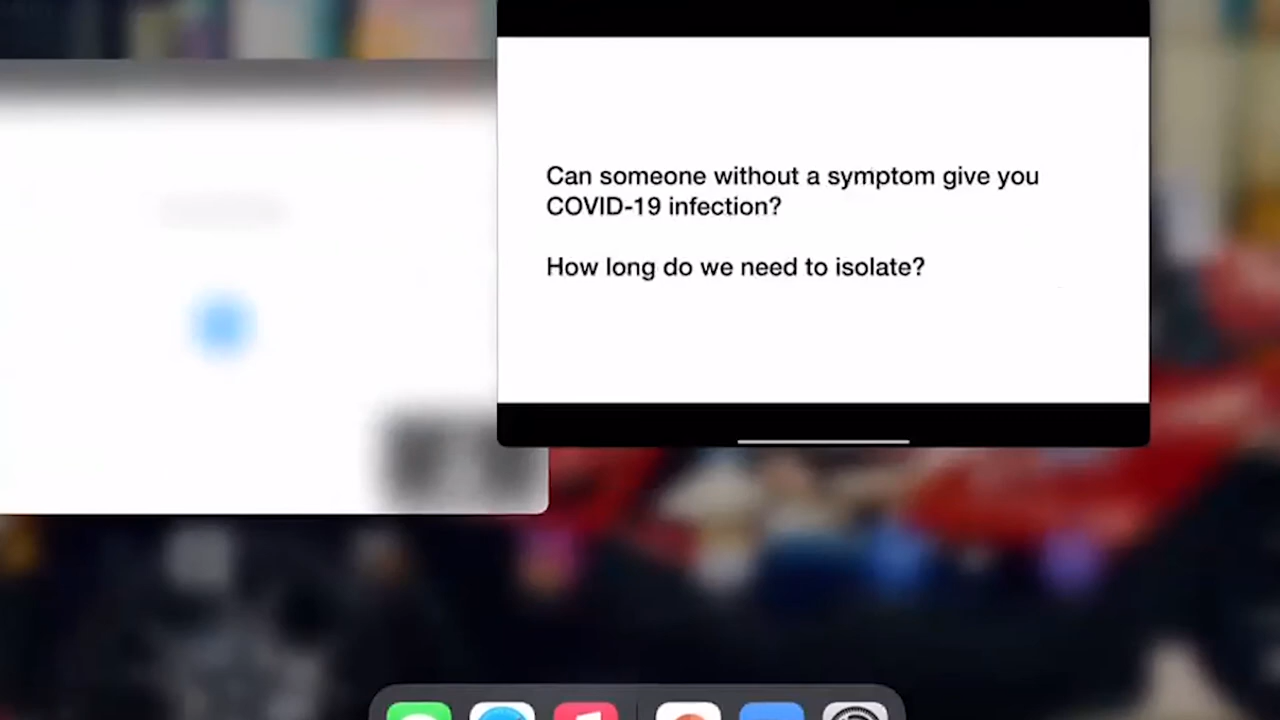 Can someone without a symptom give you
COVID-19 infection?
How long do we need to isolate?